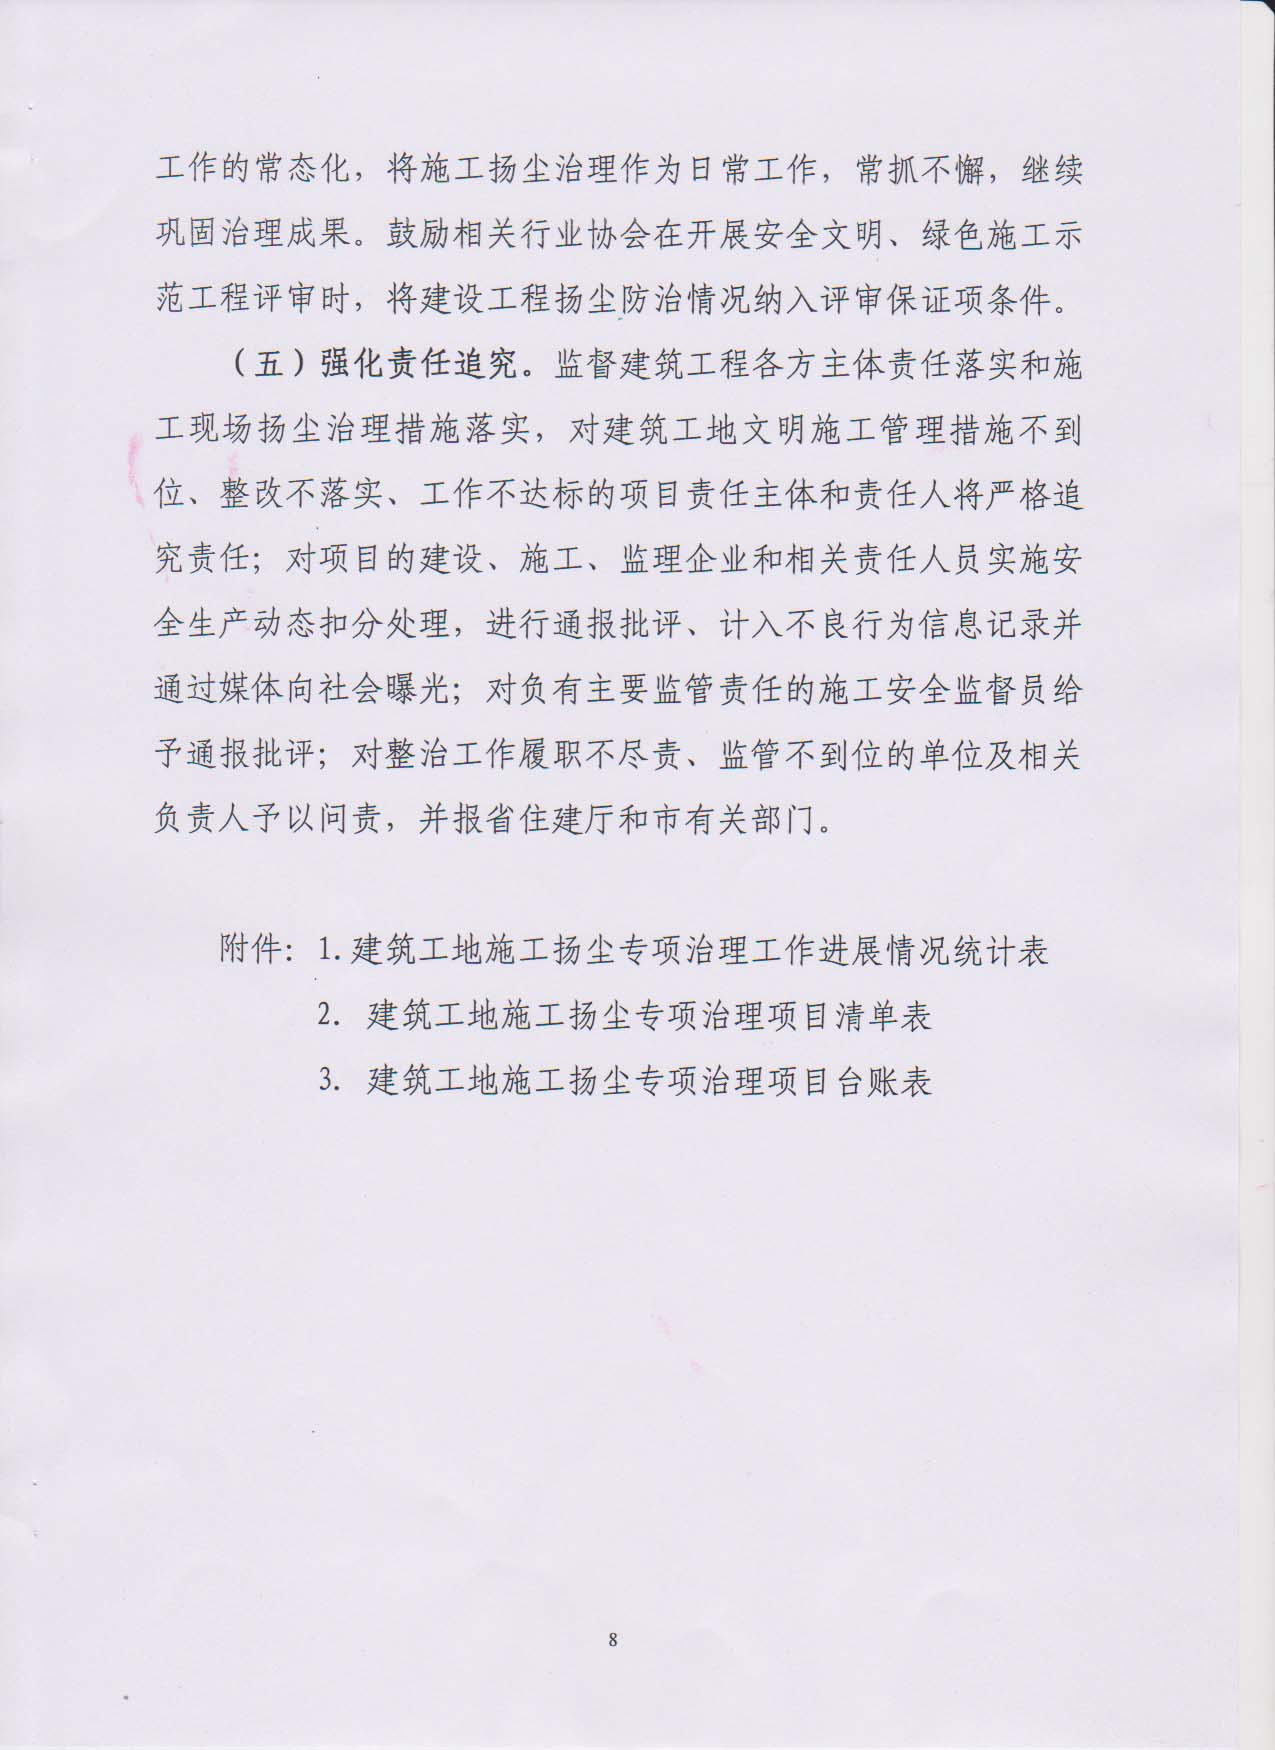 工作的常态化，将施工扬尘治理作为日常工作，常抓不懈，继续
巩固治理成果。鼓励相关行业协会在开展安全文明、绿色施工示
范工程评审时，将建设工程扬尘防治情况纳入评审保证项条件。
（五）强化责任追究。监督建筑工程各方主体责任落实和施
工现场扬尘治理措施落实，对建筑工地文明施工管理措施不到
位、整改不落实、工作不达标的项目责任主体和责任人将严格追
究责任；对项目的建设、施工、监理企业和相关责任人员实施安
全生产动态扣分处理，进行通报批评、计入不良行为信息记录并
通过媒体向社会曝光；对负有主要监管责任的施工安全监督员给
予通报批评；对整治工作履职不尽责、监管不到位的单位及相关
负责人予以问责，并报省住建厅和市有关部门。
附件：1.建筑工地施工扬尘专项治理工作进展情况统计表
2. 建筑工地施工扬尘专项治理项目清单表
3. 建筑工地施工扬尘专项治理项目台账表
8